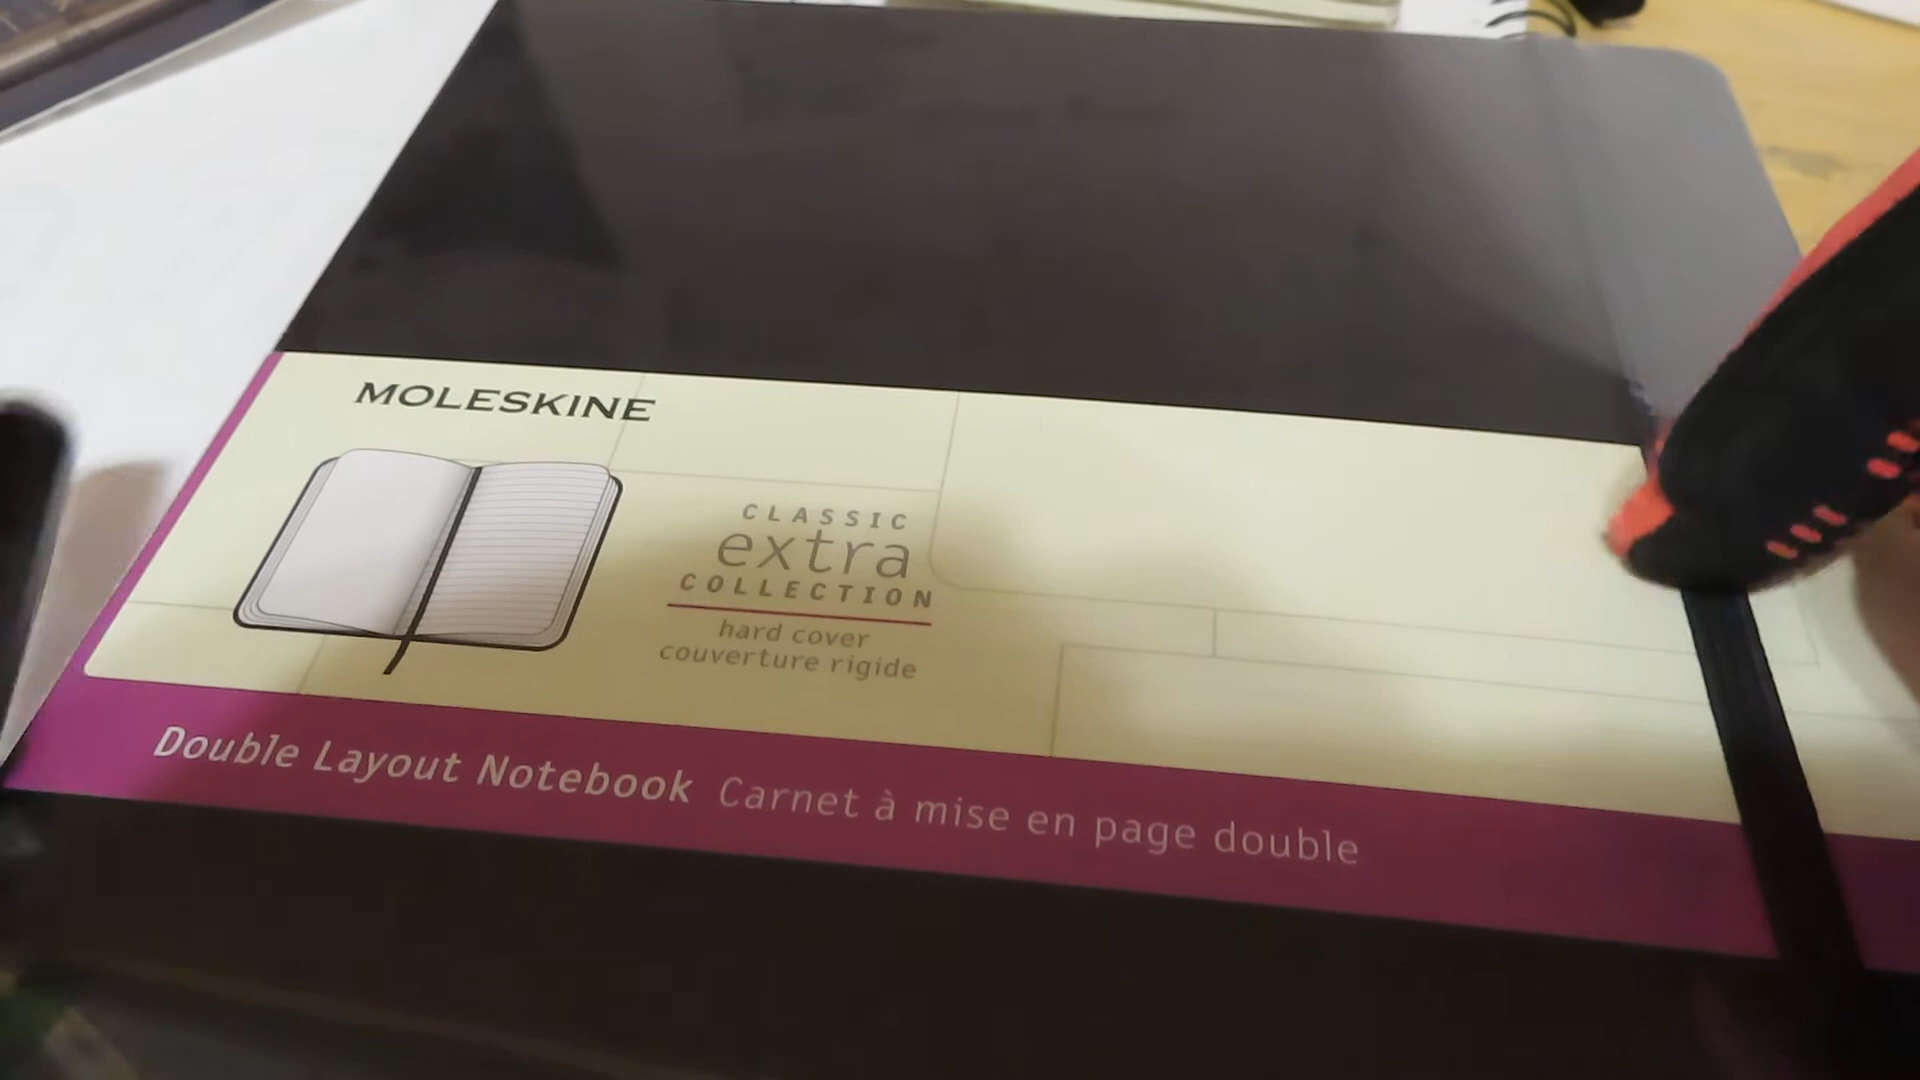 MOLESKINE
CLASSIC
extra
COLLECTION
hard cover
couverture rigide
Double Layout Notebook Carnet à mise en page double